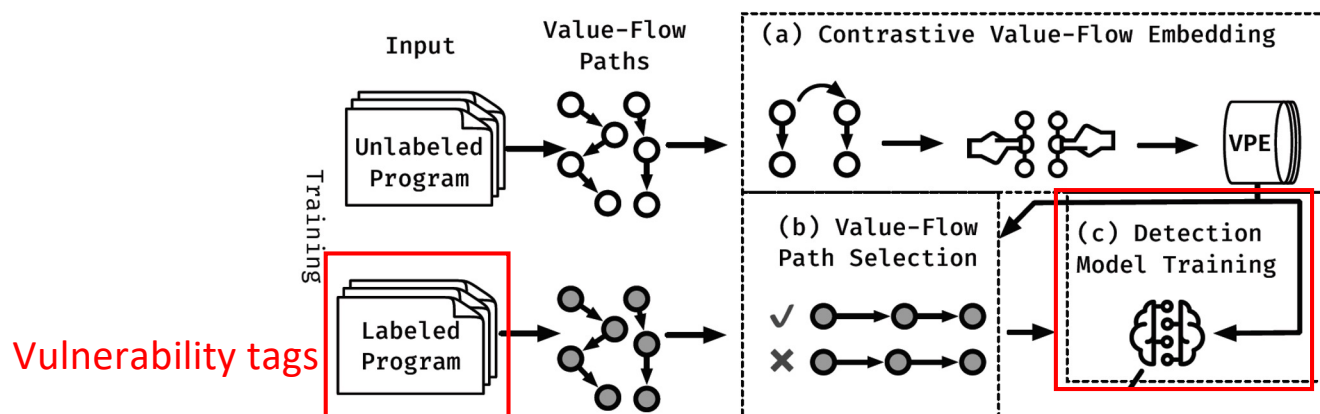 Input
Value-Flow
Paths
(a) Contrastive Value-Flow Embedding
Unlabeled
Program
VPE
Training
(b) Value-Flow
Path Selection
(c) Detection
Model Training
Labeled
Program
Vulnerability tags